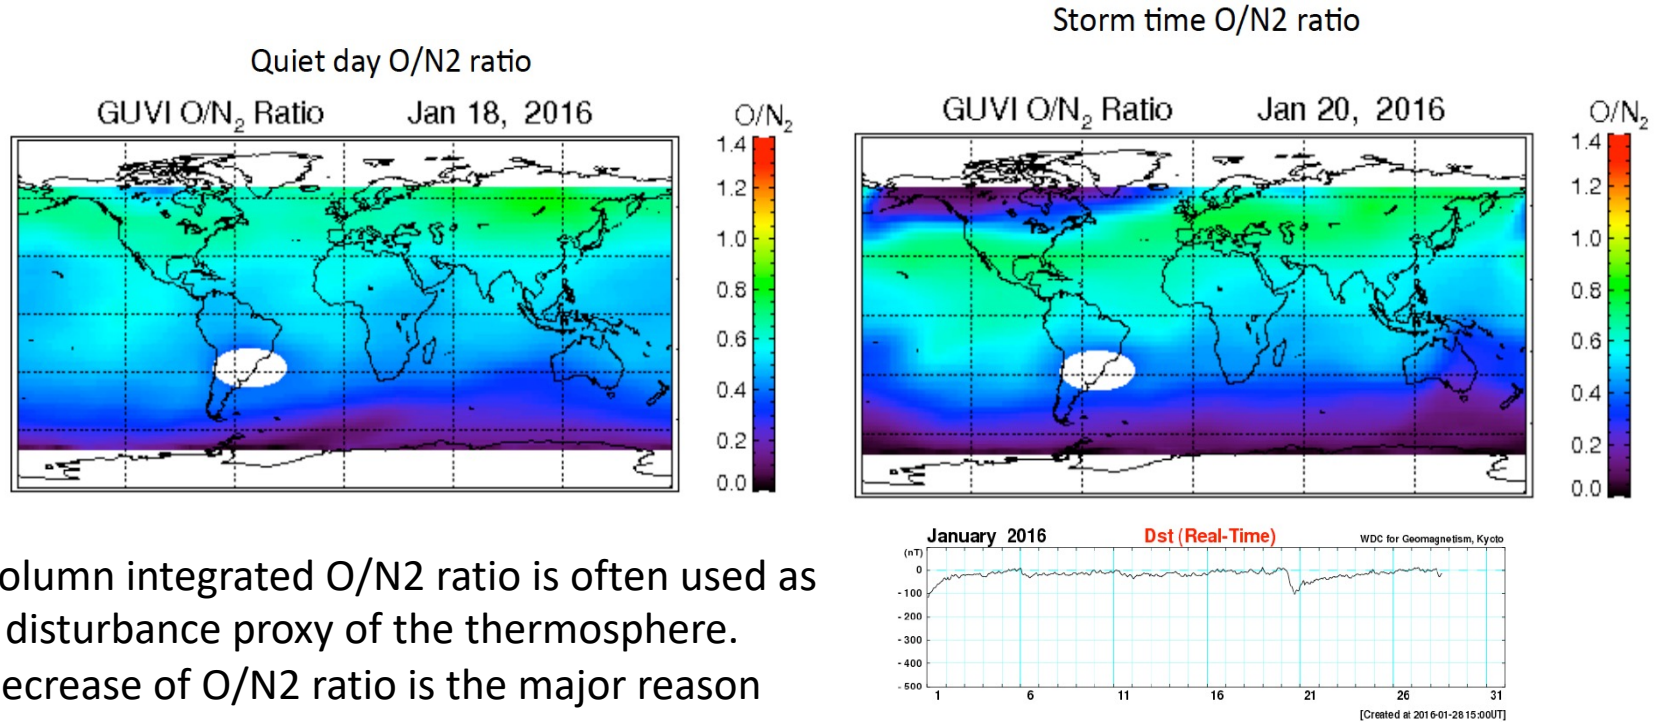 Storm time O/N2 ratio
Quiet day O/N2 ratio
GUVI O/N₂ Ratio Jan 18, 2016
O/N₂
1.4
1.2
1.0
0.8
0.6
0.4
0.2
0.0
GUVI O/N₂ Ratio Jan 20, 2016
O/N₂
1.4
1.2
1.0
0.8
0.6
0.4
0.2
0.0
olumn integrated O/N2 ratio is often used as
disturbance proxy of the thermosphere.
ecrease of O/N2 ratio is the major reason
January 2016 Dst (Real-Time) WDC for Geomagnetism, Kyoto
(nT)
0
- 100
- 200
- 300
- 400
- 500
1 6 11 16 21 26 31
[Created at 2016-01-28 15:00UT]